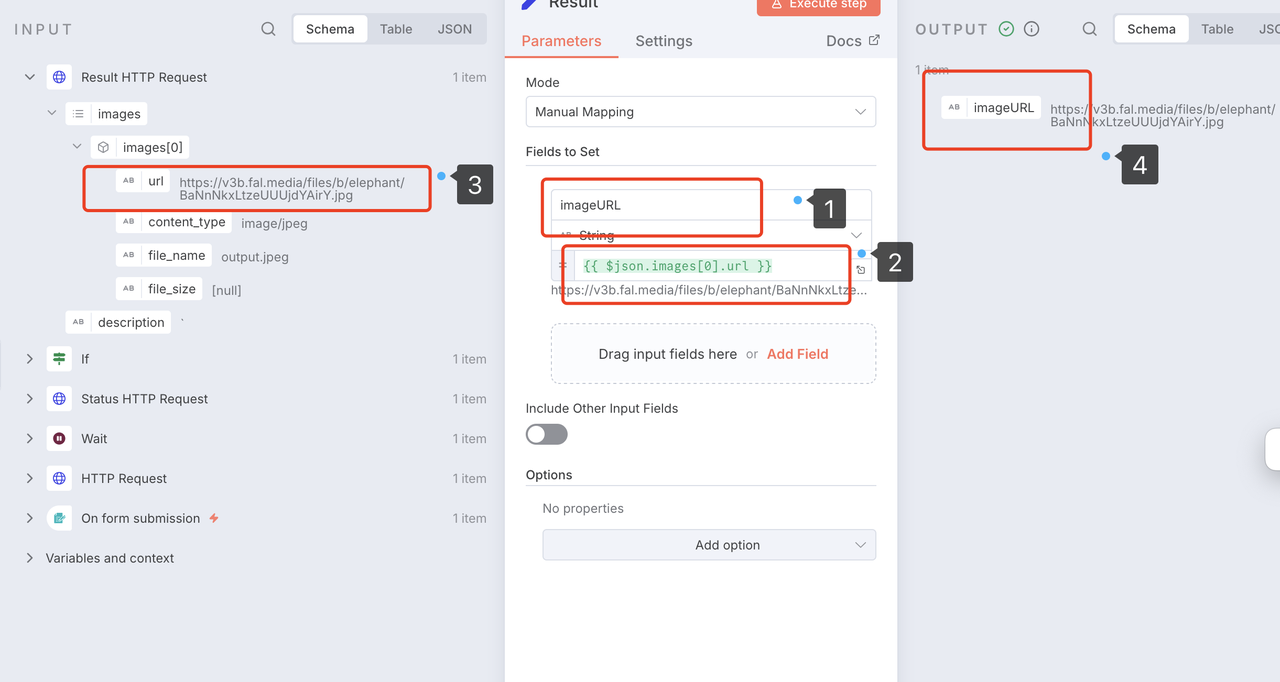 INPUT
Schema
Table
JSON
Result HTTP Request
1 item
images
images[0]
AB
url
https://v3b.fal.media/files/b/elephant/
BaNnNkxLtzeUUUjdYAirY.jpg
3
AB
content_type
image/jpeg
AB
file_name
output.jpeg
AB
file_size
[null]
AB
description
`
If
1 item
Status HTTP Request
1 item
Wait
1 item
HTTP Request
1 item
On form submission
1 item
Variables and context
Result
Execute step
Parameters
Settings
Docs
Mode
Manual Mapping
Fields to Set
imageURL
1
AB
String
=
{{ $json.images[0].url }}
2
https://v3b.fal.media/files/b/elephant/BaNnNkxLtze...
Drag input fields here or Add Field
Include Other Input Fields
Options
No properties
Add option
OUTPUT
Schema
Table
1 item
AB
imageURL
https://v3b.fal.media/files/b/elephant/
BaNnNkxLtzeUUUjdYAirY.jpg
4